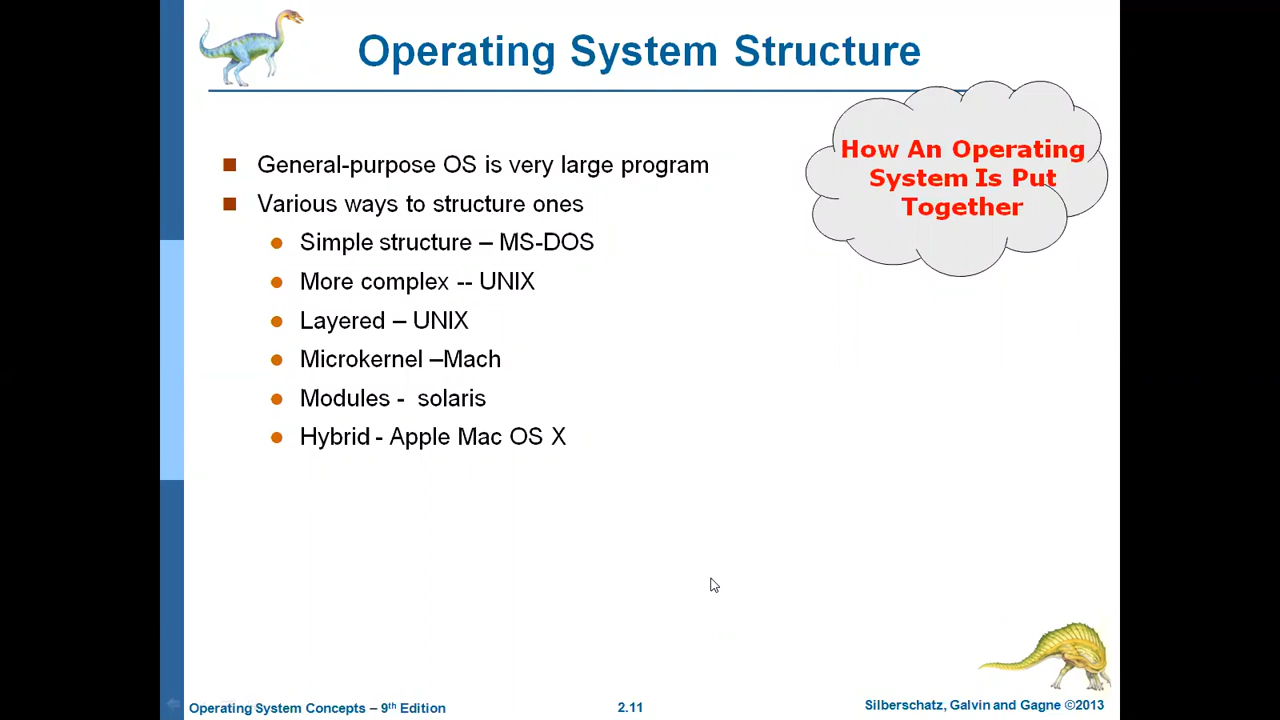 Operating System Structure
How An Operating
System Is Put
Together
General-purpose OS is very large program
Various ways to structure ones
Simple structure – MS-DOS
More complex -- UNIX
Layered – UNIX
Microkernel –Mach
Modules - solaris
Hybrid - Apple Mac OS X
Operating System Concepts – 9th Edition
2.11
Silberschatz, Galvin and Gagne ©2013